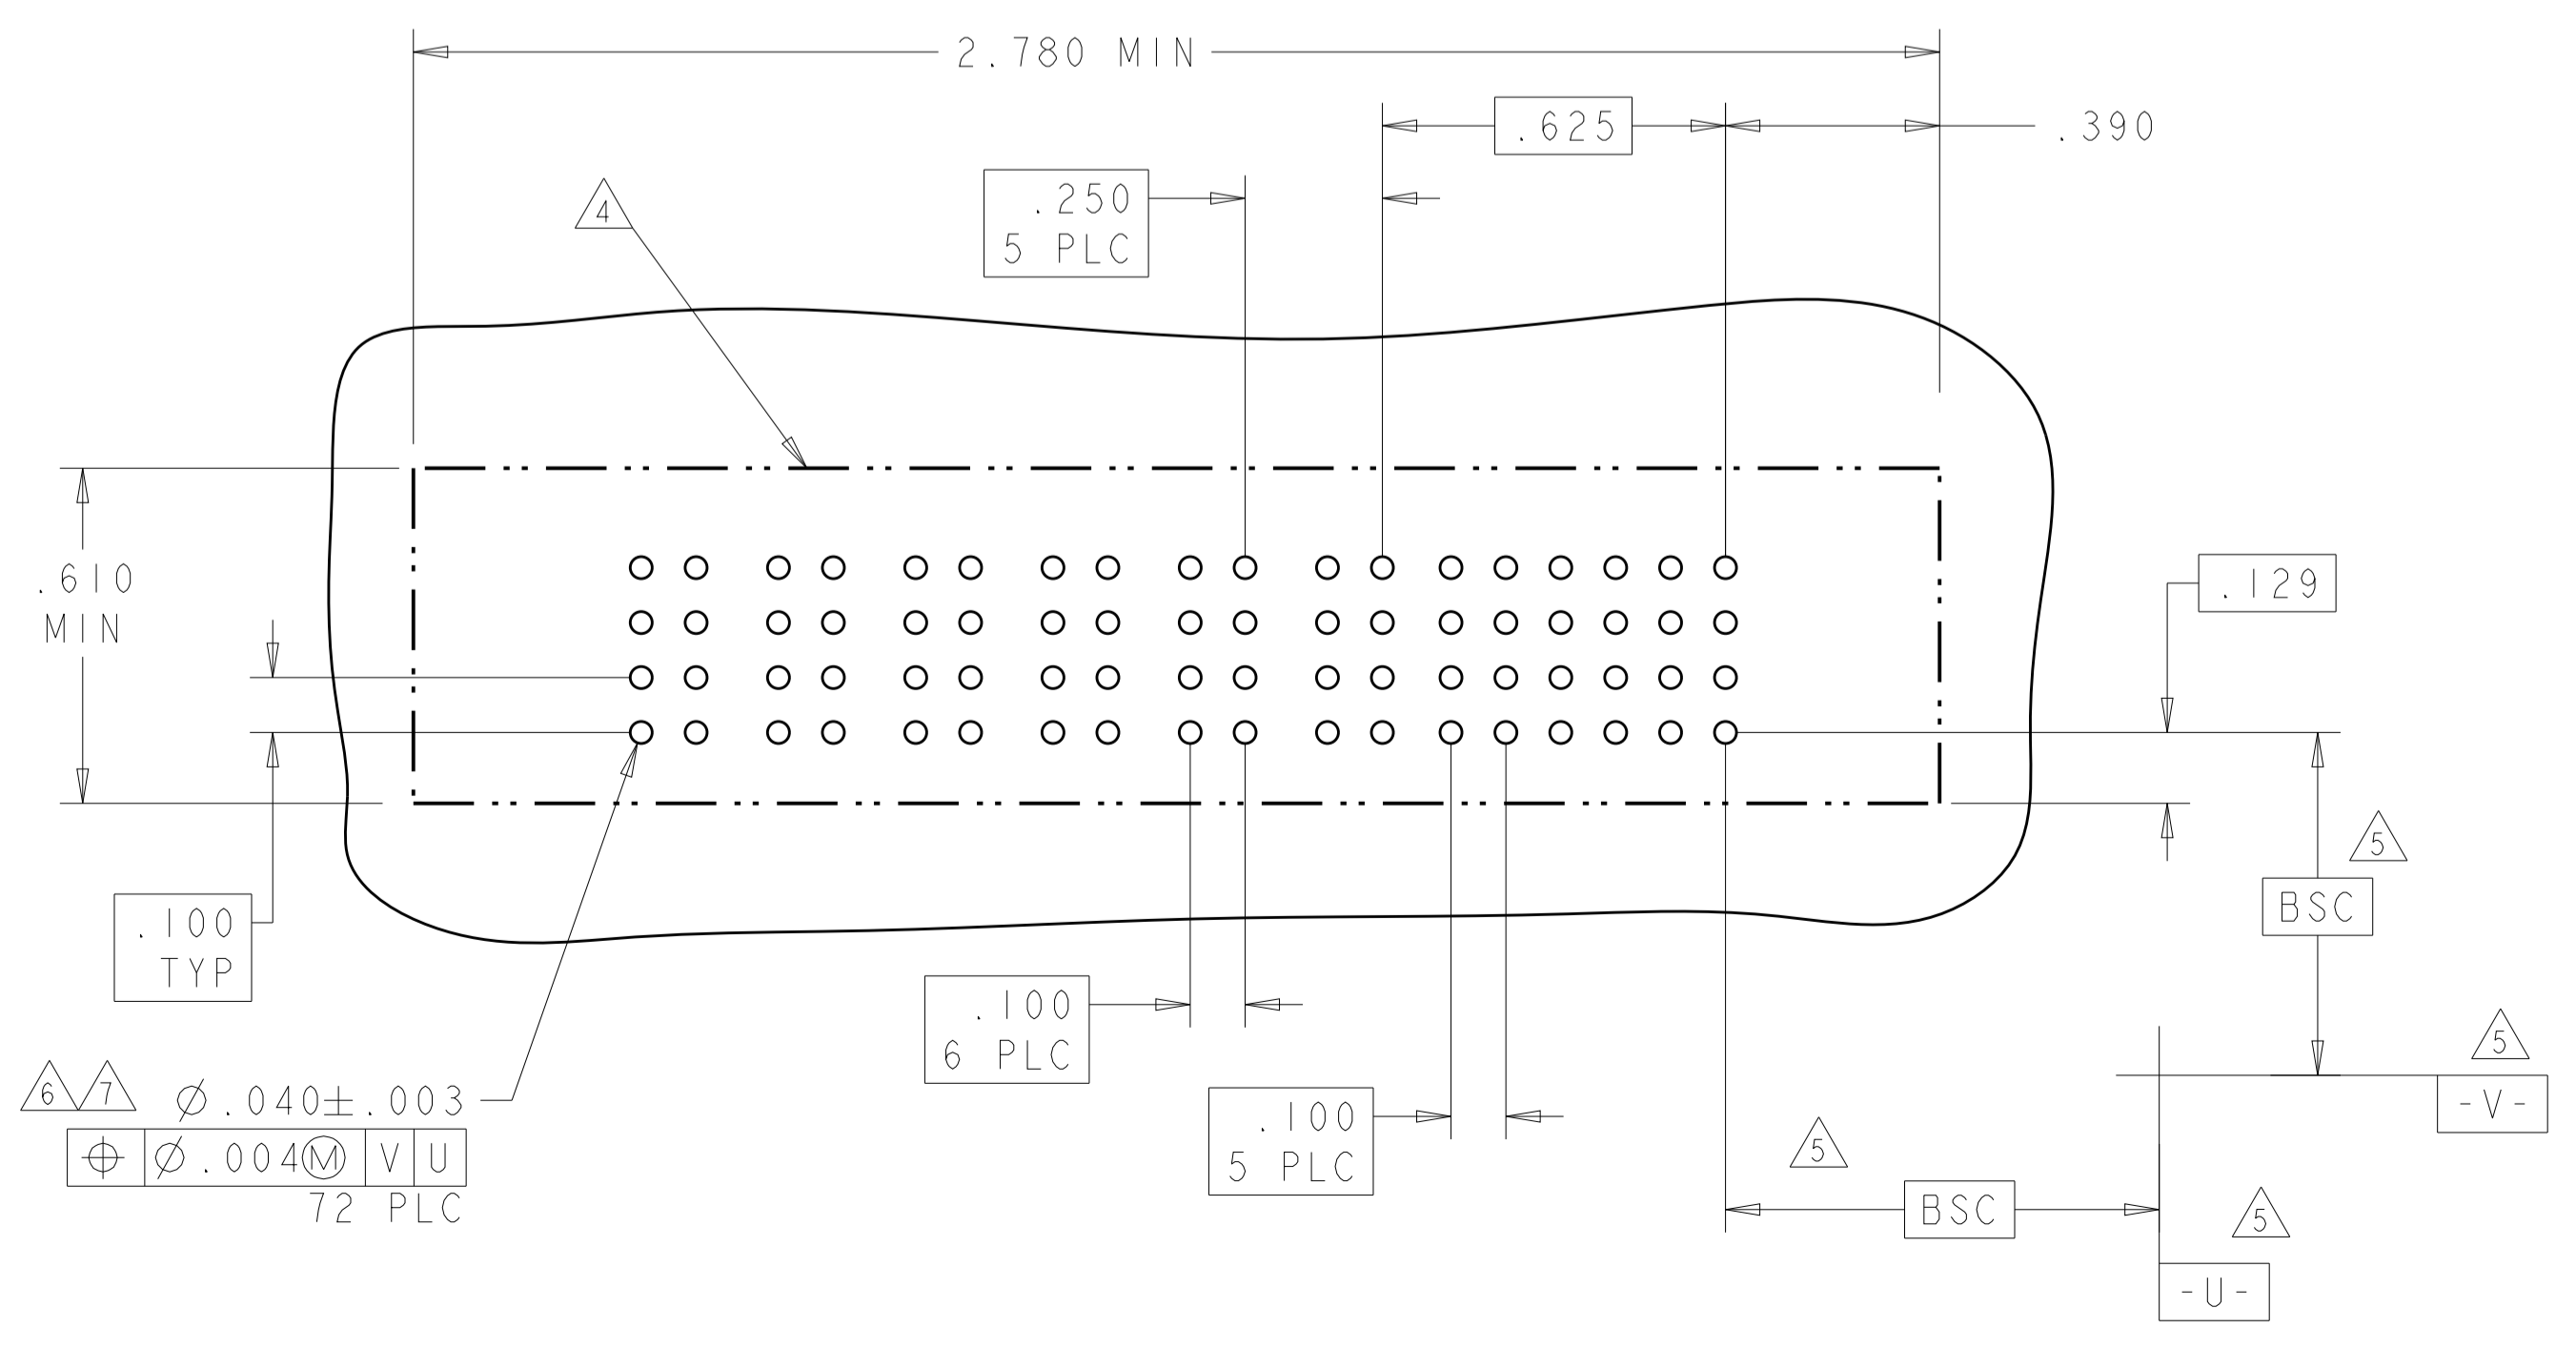 2.780 MIN
.625
.390
.250
5 PLC
4
.610
MIN
.129
5
BSC
.100
TYP
.100
6 PLC
5
-V-
6 7 Ø.040±.003
⌖ Ø.004Ⓜ V U
72 PLC
.100
5 PLC
5
BSC
5
-U-